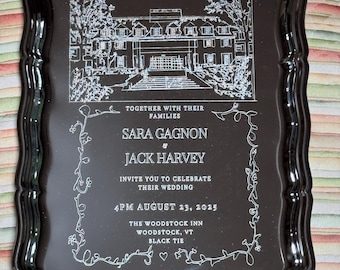 TOGETHER WITH THEIR
FAMILIES
SARA GAGNON
&
JACK HARVEY
INVITE YOU TO CELEBRATE
THEIR WEDDING
4PM AUGUST 23, 2025
THE WOODSTOCK INN
WOODSTOCK, VT
BLACK TIE